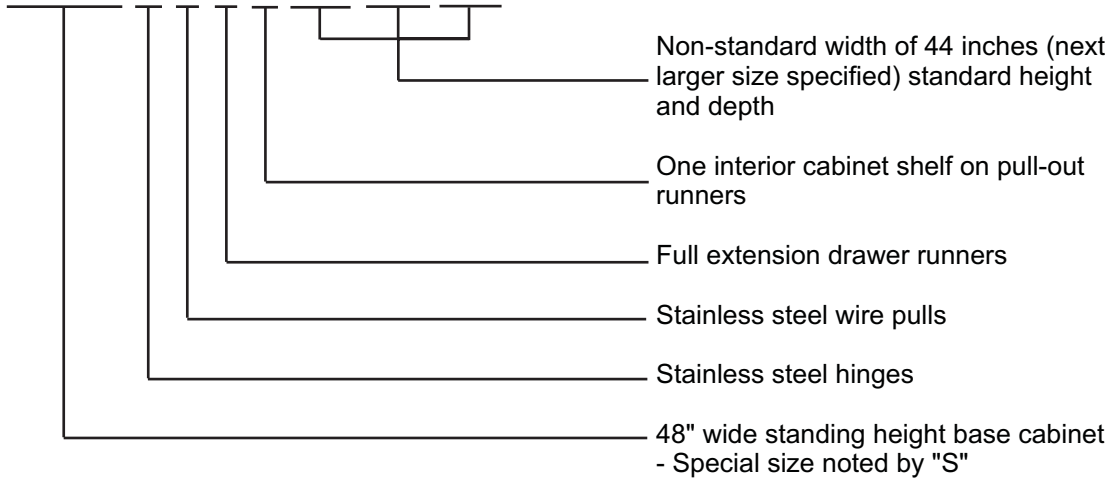 Non-standard width of 44 inches (next
larger size specified) standard height
and depth
One interior cabinet shelf on pull-out
runners
Full extension drawer runners
Stainless steel wire pulls
Stainless steel hinges
48" wide standing height base cabinet
- Special size noted by "S"